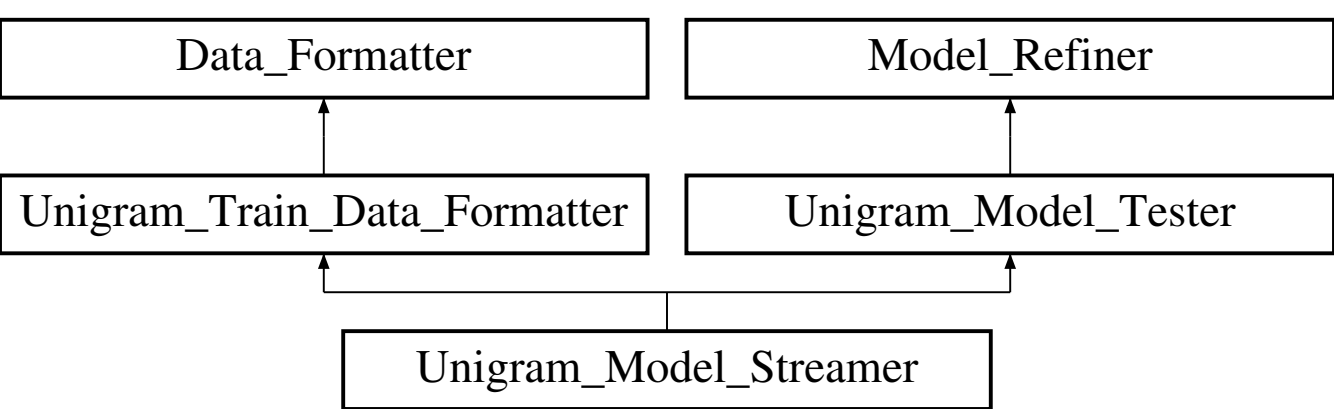 Data_Formatter
Model_Refiner
Unigram_Train_Data_Formatter
Unigram_Model_Tester
Unigram_Model_Streamer